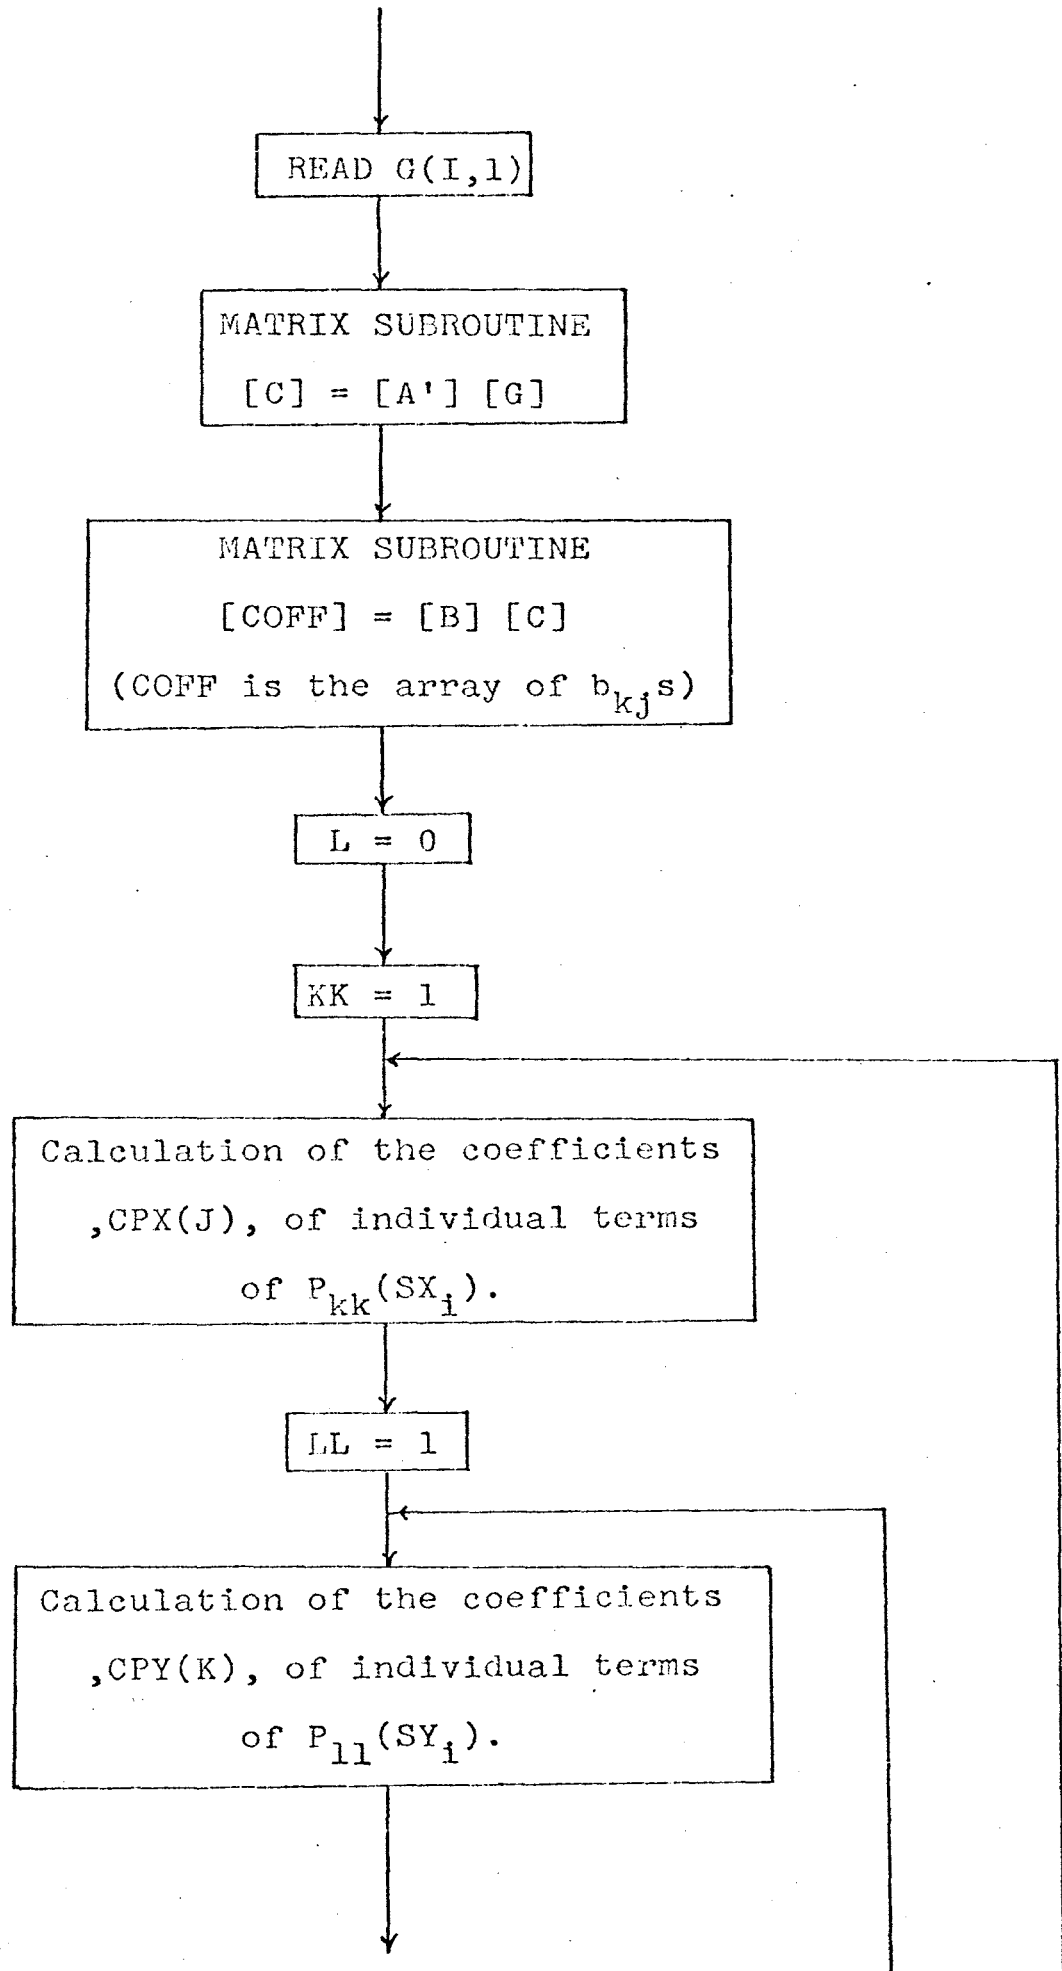 READ G(I,1)
MATRIX SUBROUTINE
[C] = [A'] [G]
MATRIX SUBROUTINE
[COFF] = [B] [C]
(COFF is the array of b_kj s)
L = 0
KK = 1
Calculation of the coefficients
,CPX(J), of individual terms
of P_kk(SX_i).
LL = 1
Calculation of the coefficients
,CPY(K), of individual terms
of P_ll(SY_i).